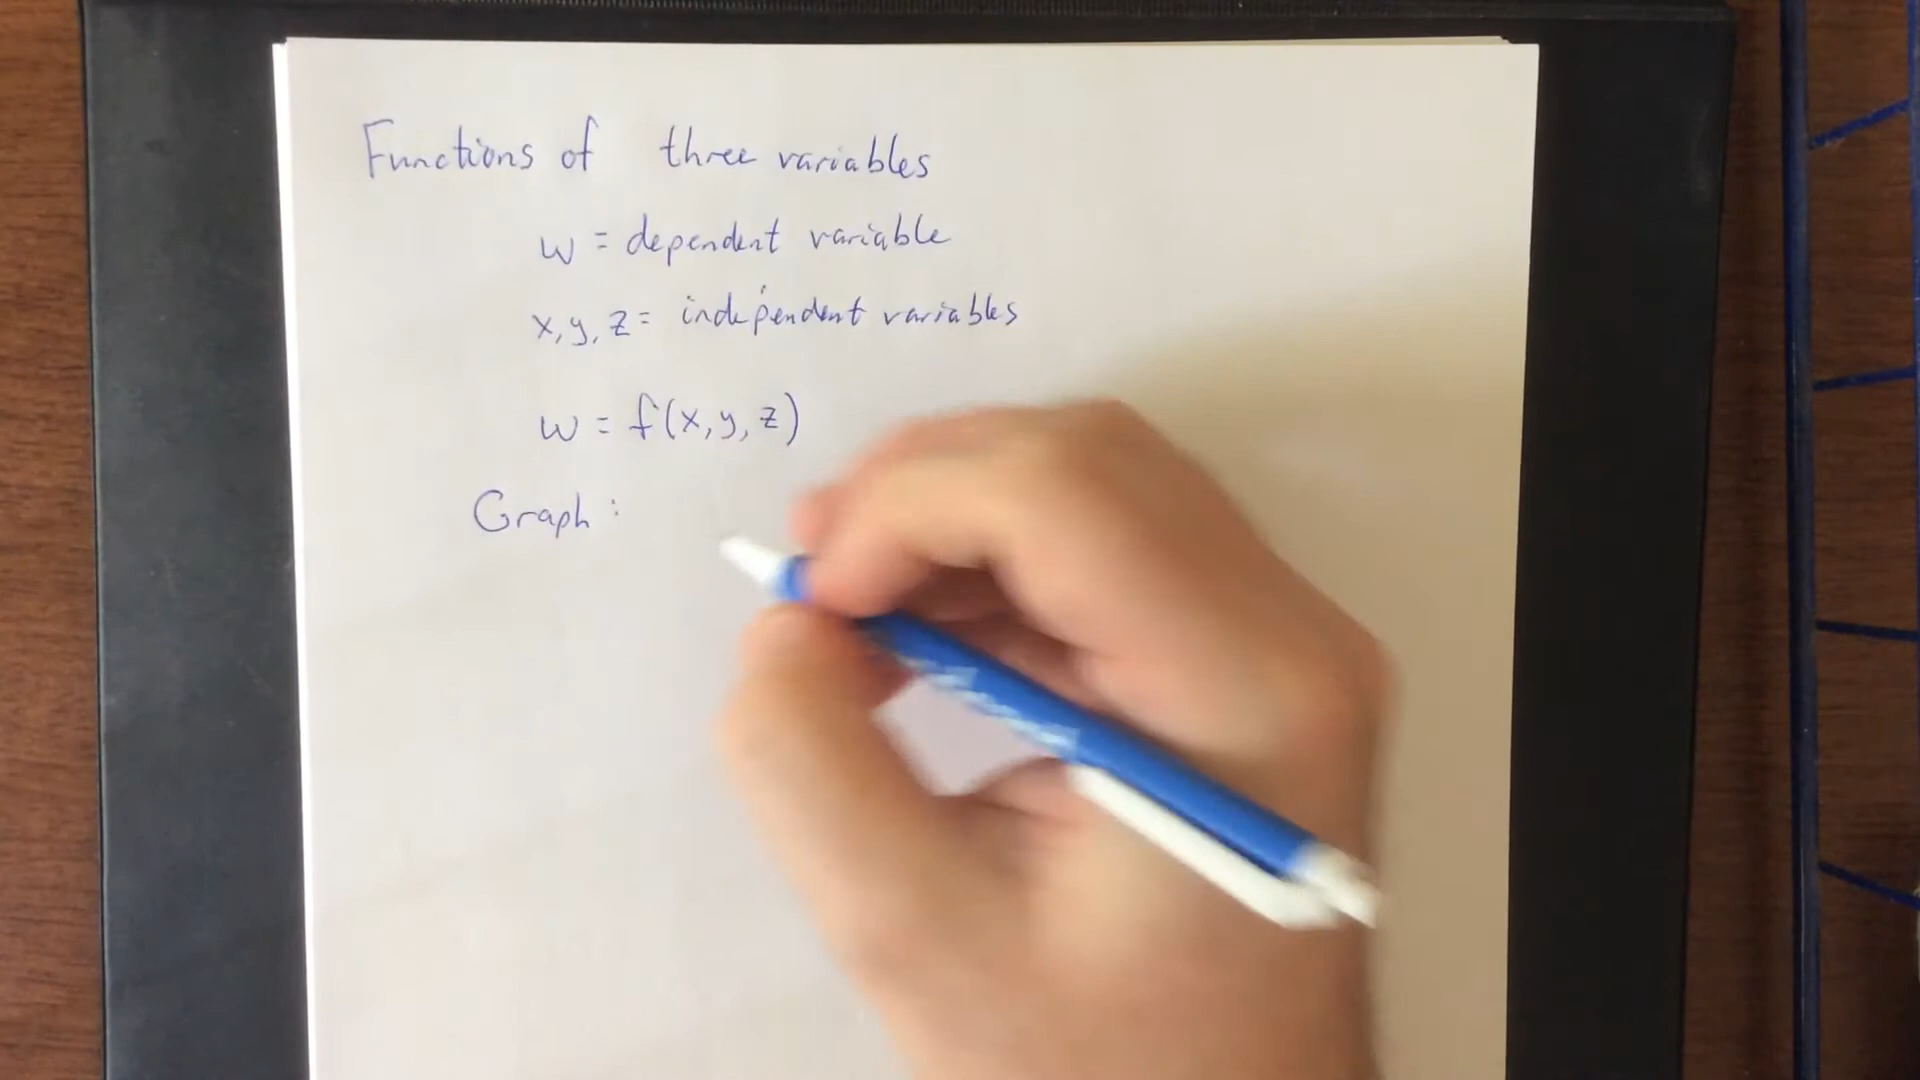 Functions of three variables
w = dependent variable
x, y, z = independent variables
w = f(x, y, z)
Graph :